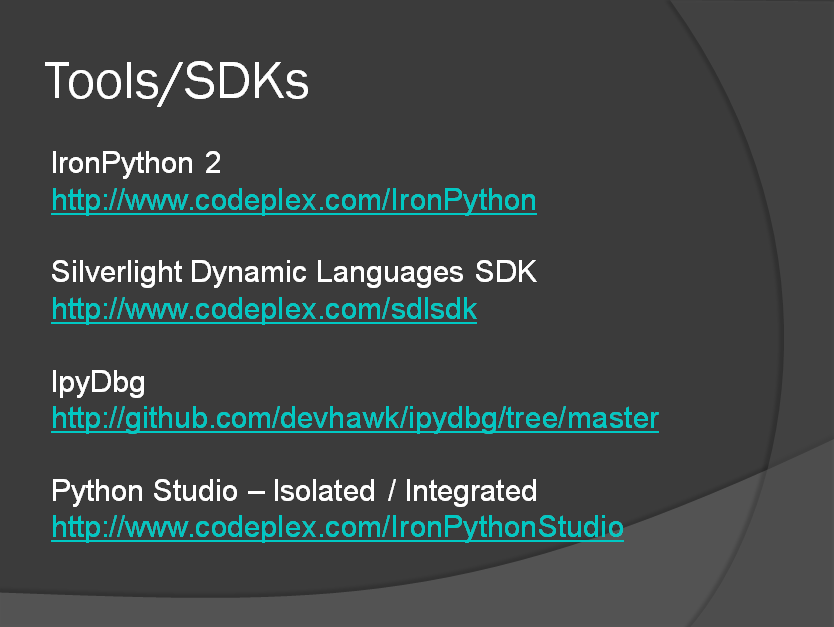 Tools/SDKs
IronPython 2
http://www.codeplex.com/IronPython
Silverlight Dynamic Languages SDK
http://www.codeplex.com/sdlsdk
IpyDbg
http://github.com/devhawk/ipydbg/tree/master
Python Studio – Isolated / Integrated
http://www.codeplex.com/IronPythonStudio